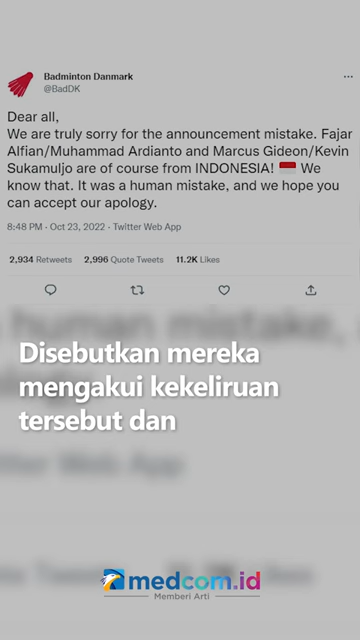 Badminton Danmark
@BadDK
Dear all,
We are truly sorry for the announcement mistake. Fajar
Alfian/Muhammad Ardianto and Marcus Gideon/Kevin
Sukamuljo are of course from INDONESIA! 🇮🇩 We
know that. It was a human mistake, and we hope you
can accept our apology.
8:48 PM · Oct 23, 2022 · Twitter Web App
2,934 Retweets 2,996 Quote Tweets 11.2K Likes
Disebutkan mereka
mengakui kekeliruan
tersebut dan
medcom.id
Memberi Arti